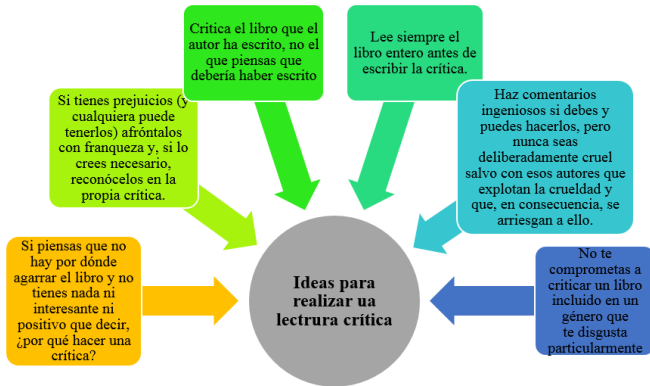 Critica el libro que el
autor ha escrito, no el
que piensas que
debería haber escrito
Lee siempre el
libro entero antes de
escribir la crítica.
Si tienes prejuicios (y
cualquiera puede
tenerlos) afróntalos
con franqueza y, si lo
crees necesario,
reconócelos en la
propia crítica.
Haz comentarios
ingeniosos si debes y
puedes hacerlos, pero
nunca seas
deliberadamente cruel
salvo con esos autores que
explotan la crueldad y
que, en consecuencia, se
arriesgan a ello.
Si piensas que no
hay por dónde
agarrar el libro y no
tienes nada ni
interesante ni
positivo que decir,
¿por qué hacer una
crítica?
Ideas para
realizar ua
lectrura crítica
No te
comprometas a
criticar un libro
incluido en un
género que
te disgusta
particularmente